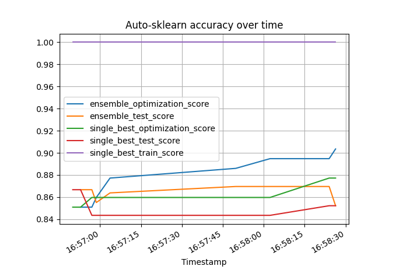 Auto-sklearn accuracy over time
1.00
0.98
0.96
0.94
0.92
0.90
0.88
0.86
0.84
ensemble_optimization_score
ensemble_test_score
single_best_optimization_score
single_best_test_score
single_best_train_score
16:57:00
16:57:15
16:57:30
16:57:45
16:58:00
16:58:15
16:58:30
Timestamp